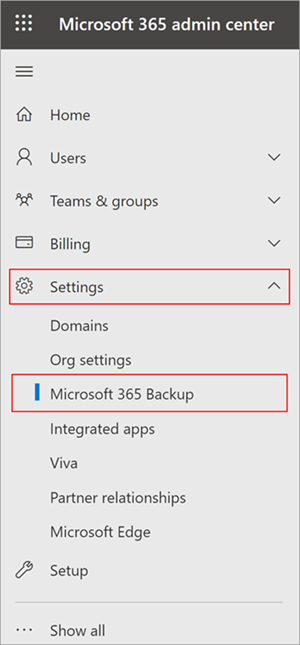 Microsoft 365 admin center
Home
Users
Teams & groups
Billing
Settings
Domains
Org settings
Microsoft 365 Backup
Integrated apps
Viva
Partner relationships
Microsoft Edge
Setup
Show all